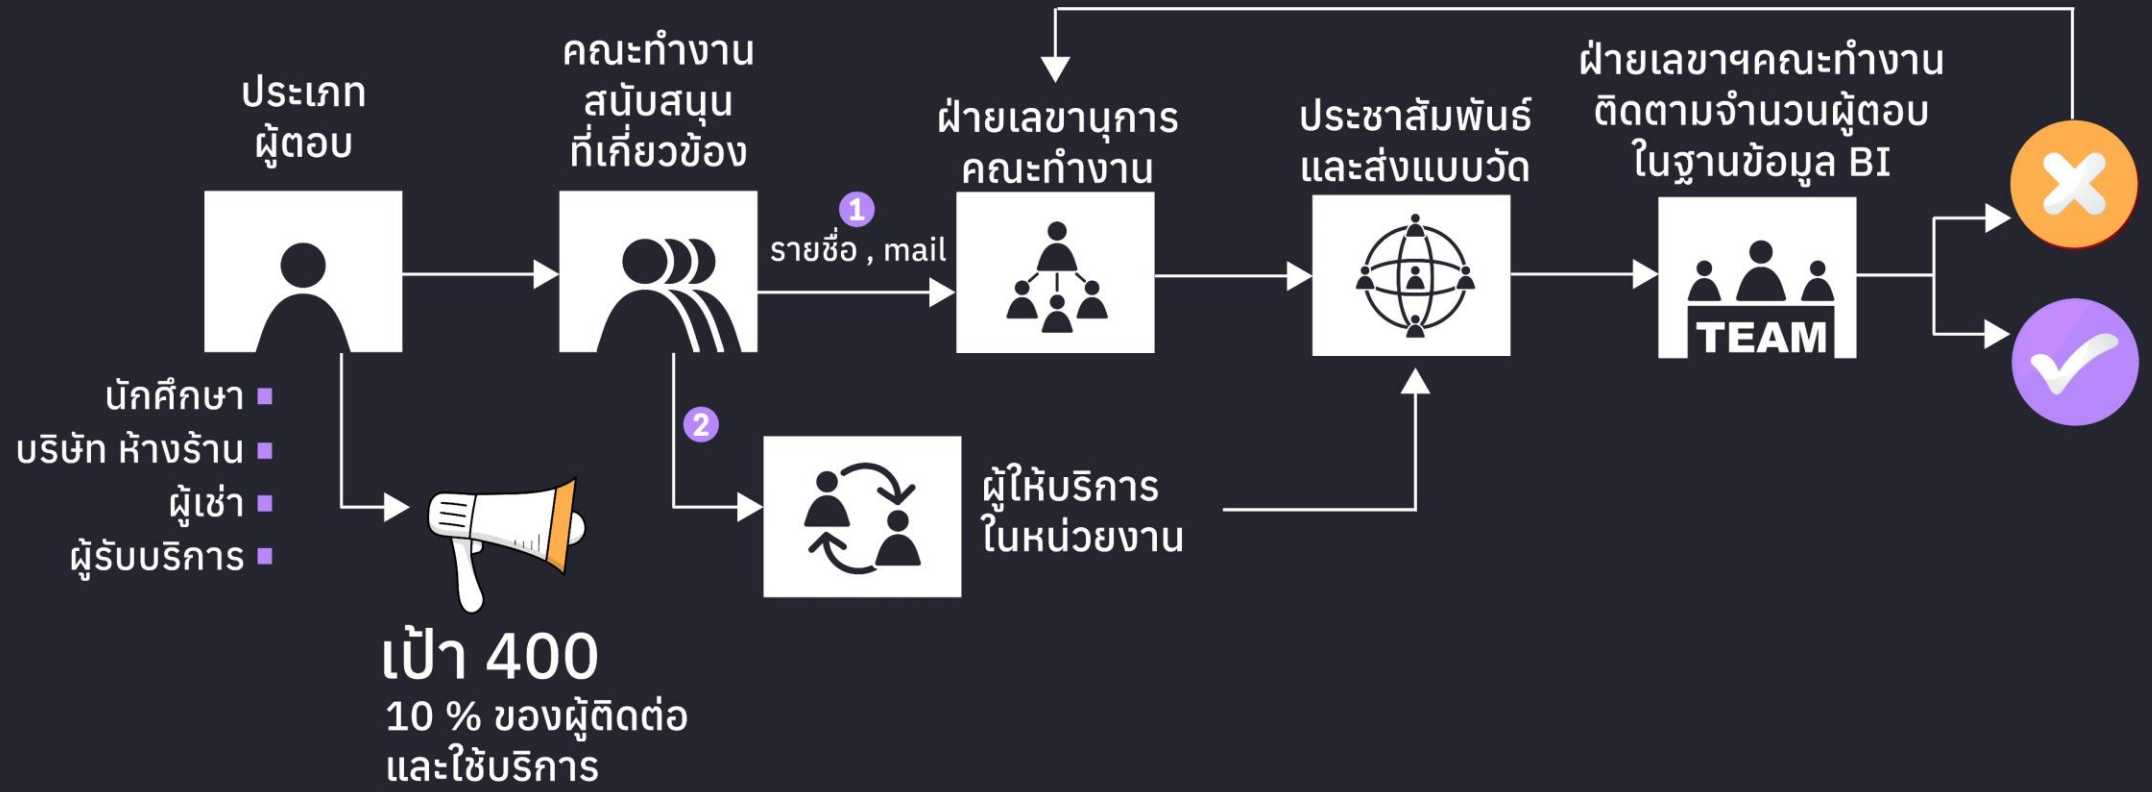 ประเภท
ผู้ตอบ
คณะทำงาน
สนับสนุน
ที่เกี่ยวข้อง
1
รายชื่อ , mail
ฝ่ายเลขานุการ
คณะทำงาน
ประชาสัมพันธ์
และส่งแบบวัด
ฝ่ายเลขาฯคณะทำงาน
ติดตามจำนวนผู้ตอบ
ในฐานข้อมูล BI
TEAM
นักศึกษา
บริษัท ห้างร้าน
ผู้เช่า
ผู้รับบริการ
2
ผู้ให้บริการ
ในหน่วยงาน
เป้า 400
10 % ของผู้ติดต่อ
และใช้บริการ